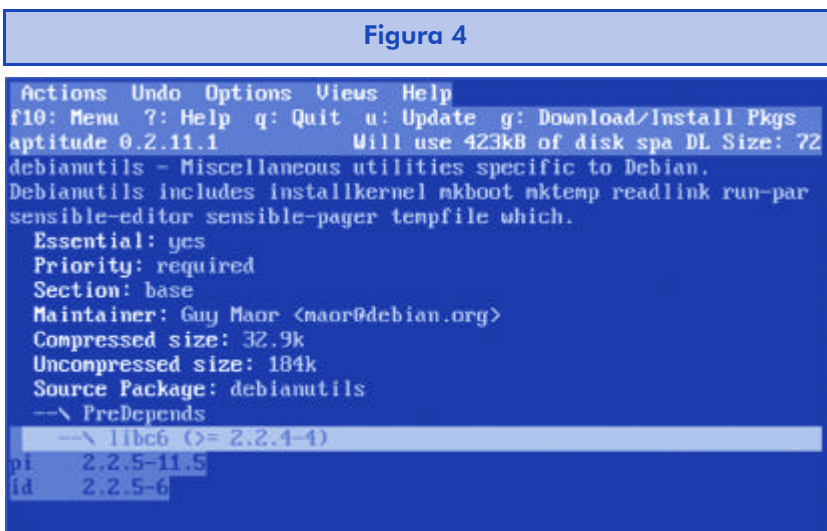 Figura 4
Actions Undo Options Views Help
f10: Menu ?: Help q: Quit u: Update g: Download/Install Pkgs
aptitude 0.2.11.1 Will use 423kB of disk spa DL Size: 72
debianutils - Miscellaneous utilities specific to Debian.
Debianutils includes installkernel mkboot mktemp readlink run-par
sensible-editor sensible-pager tempfile which.
Essential: yes
Priority: required
Section: base
Maintainer: Guy Maor <maor@debian.org>
Compressed size: 32.9k
Uncompressed size: 184k
Source Package: debianutils
--\ PreDepends
--\ libc6 (>= 2.2.4-4)
pi 2.2.5-11.5
id 2.2.5-6